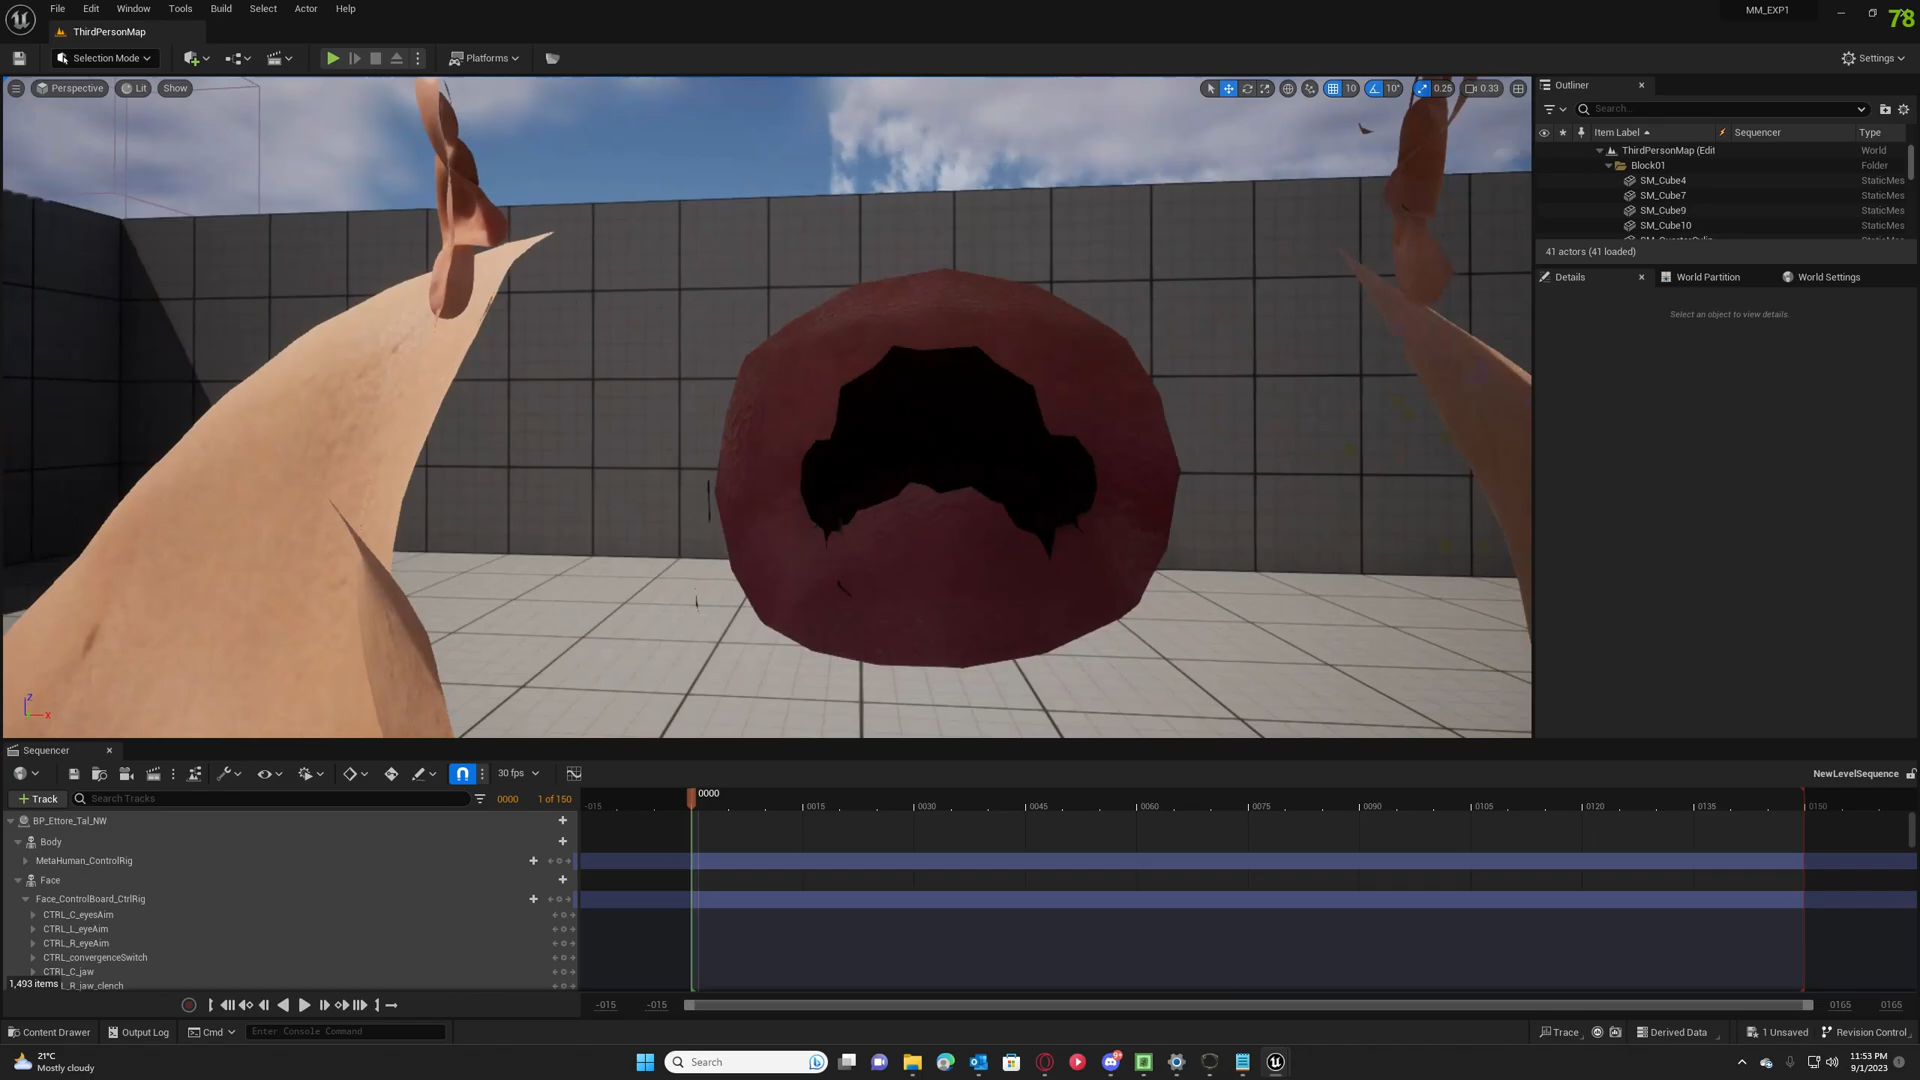 File Edit Window Tools Build Select Actor Help
MM_EXP1
78
ThirdPersonMap
Selection Mode
Platforms
Settings
Perspective Lit Show
10 10° 0.25 0.33
Outliner
Search...
Item Label Sequencer Type
ThirdPersonMap (Edit World
Block01 Folder
SM_Cube4 StaticMes
SM_Cube7 StaticMes
SM_Cube9 StaticMes
SM_Cube10 StaticMes
41 actors (41 loaded)
Details World Partition World Settings
Select an object to view details.
Z
X
Sequencer
30 fps
NewLevelSequence
Track Search Tracks 0000 1 of 150
0000
-015 0015 0030 0045 0060 0075 0090 0105 0120 0135 0150
BP_Ettore_Tal_NW
Body
MetaHuman_ControlRig
Face
Face_ControlBoard_CtrlRig
CTRL_C_eyesAim
CTRL_L_eyeAim
CTRL_R_eyeAim
CTRL_convergenceSwitch
CTRL_C_jaw
1,493 items L_R_jaw_clench
-015 -015 0165 0165
Content Drawer Output Log Cmd Enter Console Command
Trace Derived Data 1 Unsaved Revision Control
21°C
Mostly cloudy
Search
11:53 PM
9/1/2023